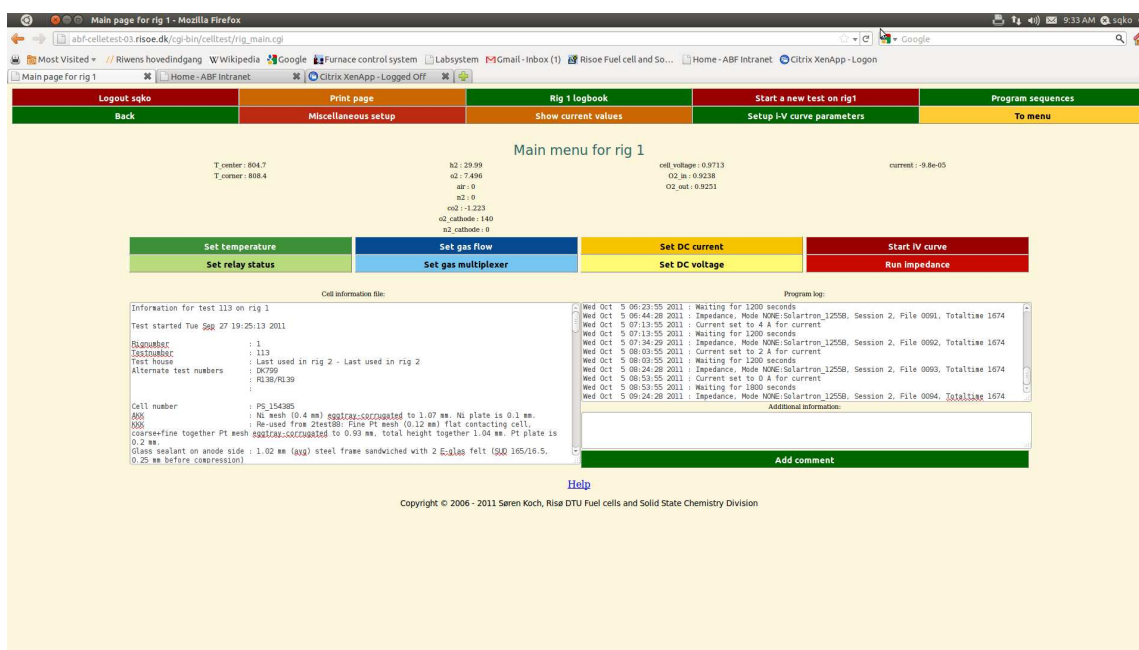 Main page for rig 1 - Mozilla Firefox
9:33 AM sqko
abf-celletest-03.risoe.dk/cgi-bin/celltest/rig_main.cgi
Google
Most Visited Riwens hovedindgang Wikipedia Google Furnace control system Labsystem Gmail - Inbox (1) Risoe Fuel cell and So... Home - ABF Intranet Citrix XenApp - Logon
Main page for rig 1 Home - ABF Intranet Citrix XenApp - Logged Off
Logout sqko Print page Rig 1 logbook Start a new test on rig1 Program sequences
Back Miscellaneous setup Show current values Setup i-V curve parameters To menu
Main menu for rig 1
T_center : 804.7 h2 : 29.99 cell_voltage : 0.9713 current : -9.8e-05
T_corner : 808.4 o2 : 7.496 O2_in : 0.9238
air : 0 O2_out : 0.9251
n2 : 0
co2 : -1.223
o2_cathode : 140
n2_cathode : 0
Set temperature Set gas flow Set DC current Start iV curve
Set relay status Set gas multiplexer Set DC voltage Run impedance
Cell information file:
Information for test 113 on rig 1
Test started Tue Sep 27 19:25:13 2011
Rignumber : 1
Testnumber : 113
Test house : Last used in rig 2 - Last used in rig 2
Alternate test numbers : DK799
: R138/R139
:
Cell number : PS_154385
AKK : Ni mesh (0.4 mm) eggtray-corrugated to 1.07 mm. Ni plate is 0.1 mm.
KKK : Re-used from 2test88: Fine Pt mesh (0.12 mm) flat contacting cell,
coarse+fine together Pt mesh eggtray-corrugated to 0.93 mm, total height together 1.04 mm. Pt plate is
0.2 mm.
Glass sealant on anode side : 1.02 mm (avg) steel frame sandwiched with 2 E-glas felt (SUD 165/16.5,
0.25 mm before compression)
Program log:
Wed Oct 5 06:23:55 2011 : Waiting for 1200 seconds
Wed Oct 5 06:44:28 2011 : Impedance, Mode NONE:Solartron_1255B, Session 2, File 0091, Totaltime 1674
Wed Oct 5 07:13:55 2011 : Current set to 4 A for current
Wed Oct 5 07:13:55 2011 : Waiting for 1200 seconds
Wed Oct 5 07:34:29 2011 : Impedance, Mode NONE:Solartron_1255B, Session 2, File 0092, Totaltime 1674
Wed Oct 5 08:03:55 2011 : Current set to 2 A for current
Wed Oct 5 08:03:55 2011 : Waiting for 1200 seconds
Wed Oct 5 08:24:28 2011 : Impedance, Mode NONE:Solartron_1255B, Session 2, File 0093, Totaltime 1674
Wed Oct 5 08:53:55 2011 : Current set to 0 A for current
Wed Oct 5 08:53:55 2011 : Waiting for 1800 seconds
Wed Oct 5 09:24:28 2011 : Impedance, Mode NONE:Solartron_1255B, Session 2, File 0094, Totaltime 1674
Additional information:
Add comment
Help
Copyright © 2006 - 2011 Søren Koch, Risø DTU Fuel cells and Solid State Chemistry Division